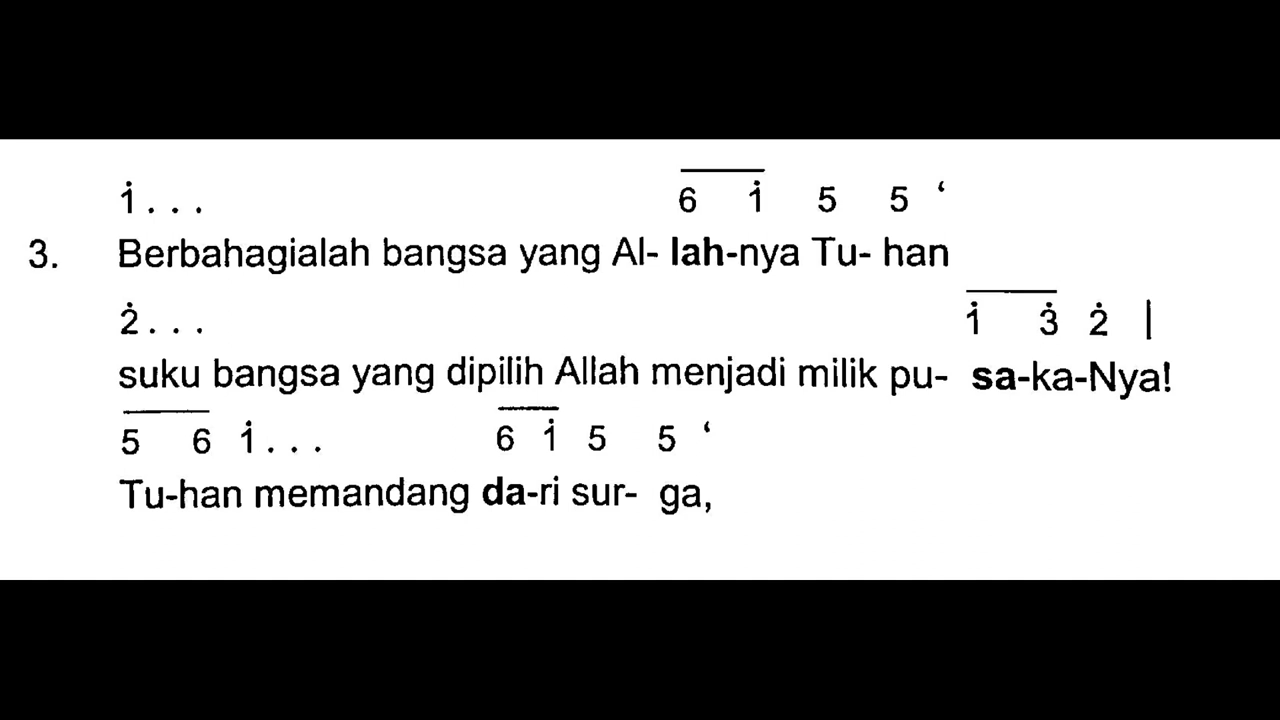 1̇ . . . 6 1̇ 5 5 ‘
3. Berbahagialah bangsa yang Al- lah-nya Tu- han
2̇ . . . 1̇ 3̇ 2̇ |
suku bangsa yang dipilih Allah menjadi milik pu- sa-ka-Nya!
5 6 1̇ . . . 6 1̇ 5 5 ‘
Tu-han memandang da-ri sur- ga,